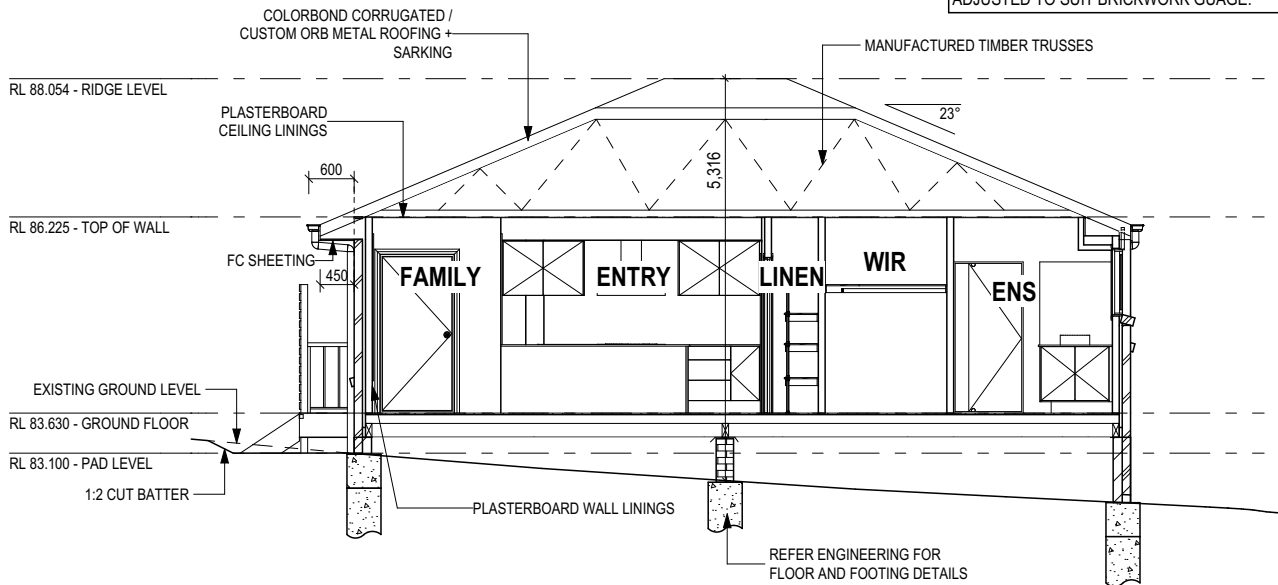 ADJUSTED TO SUIT BRICKWORK GUAGE.
COLORBOND CORRUGATED /
CUSTOM ORB METAL ROOFING +
SARKING
MANUFACTURED TIMBER TRUSSES
RL 88.054 - RIDGE LEVEL
PLASTERBOARD
CEILING LININGS
23°
600
5,316
RL 86.225 - TOP OF WALL
FC SHEETING
450
FAMILY
ENTRY
LINEN
WIR
ENS
EXISTING GROUND LEVEL
RL 83.630 - GROUND FLOOR
RL 83.100 - PAD LEVEL
1:2 CUT BATTER
PLASTERBOARD WALL LININGS
REFER ENGINEERING FOR
FLOOR AND FOOTING DETAILS